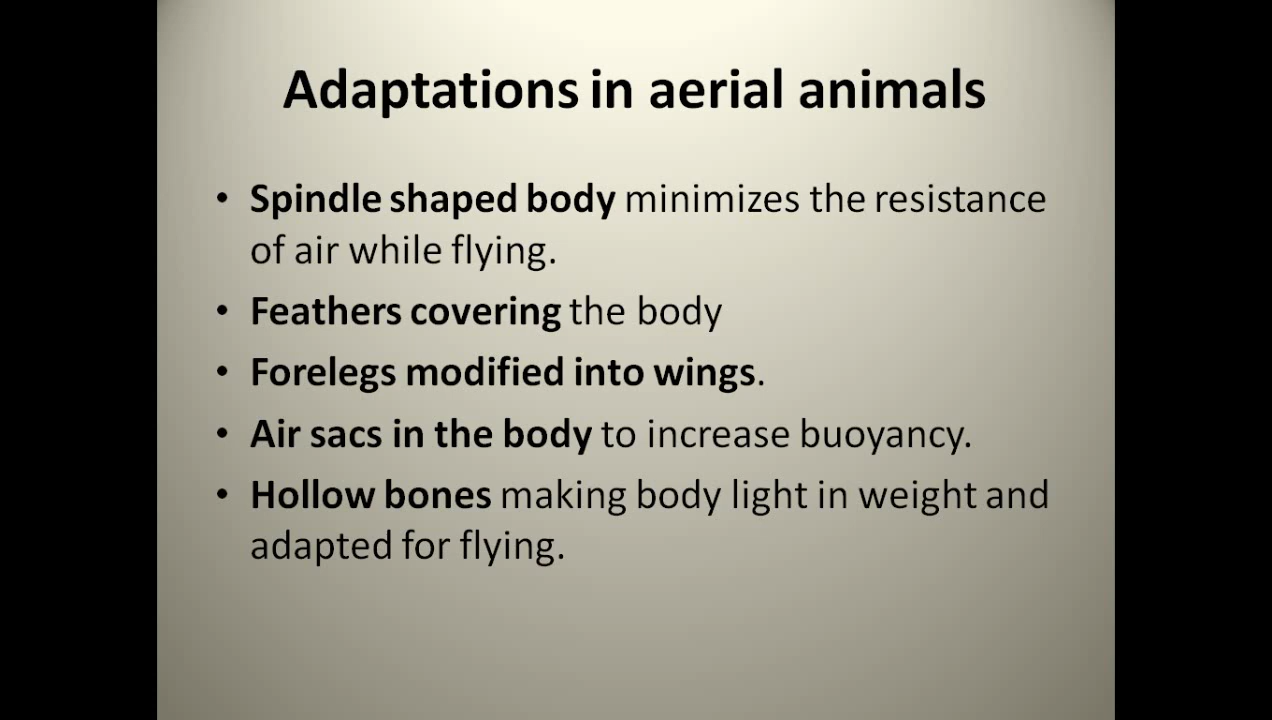 Adaptations in aerial animals
• Spindle shaped body minimizes the resistance
of air while flying.
• Feathers covering the body
• Forelegs modified into wings.
• Air sacs in the body to increase buoyancy.
• Hollow bones making body light in weight and
adapted for flying.